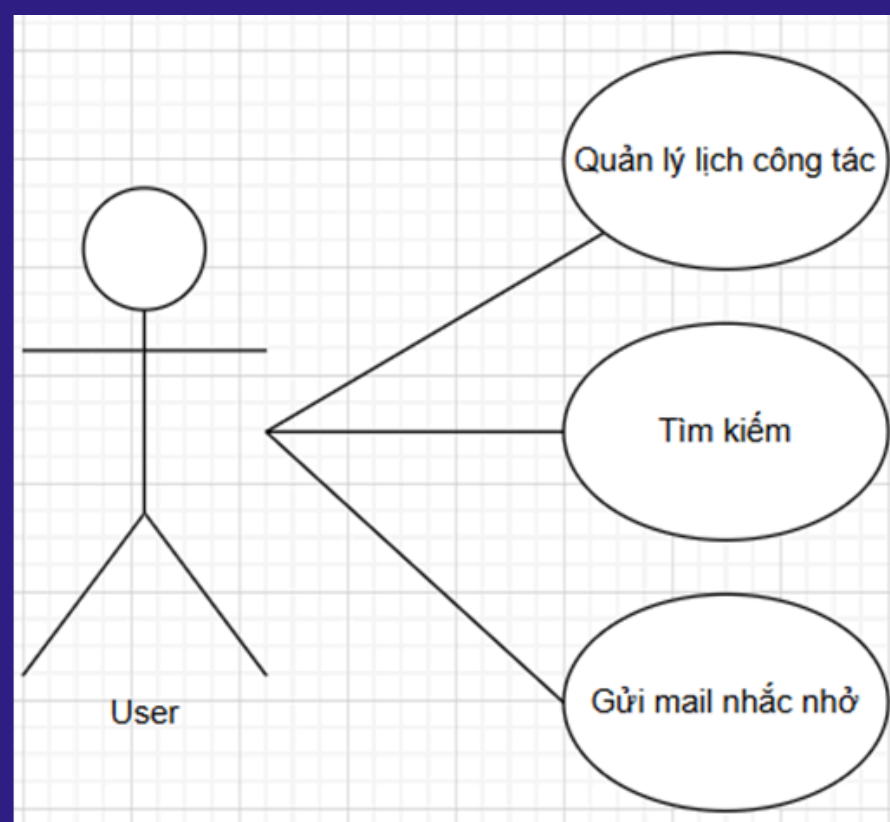 Quản lý lịch công tác
Tìm kiếm
Gửi mail nhắc nhở
User